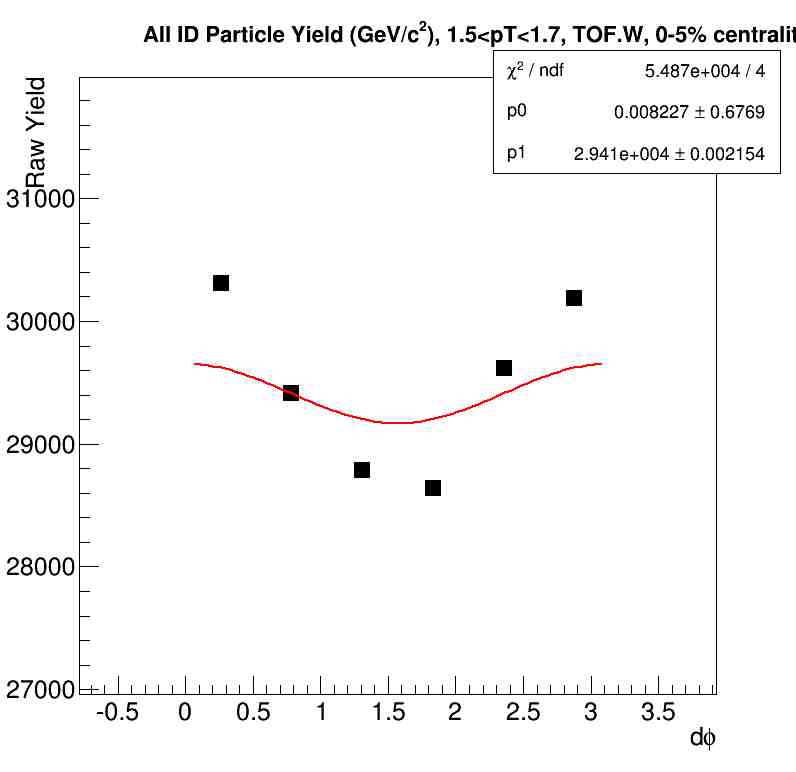 All ID Particle Yield (GeV/c²), 1.5<pT<1.7, TOF.W, 0-5% centralit
χ² / ndf 5.487e+004 / 4
p0 0.008227 ± 0.6769
p1 2.941e+004 ± 0.002154
Raw Yield
31000
30000
29000
28000
27000
-0.5 0 0.5 1 1.5 2 2.5 3 3.5
dϕ